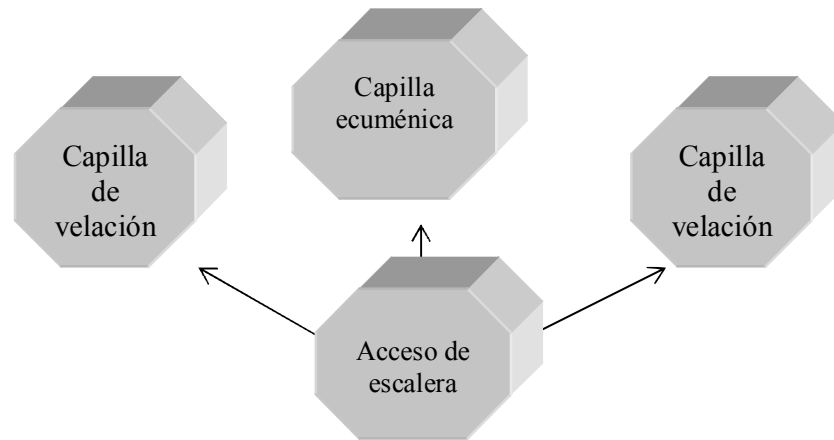 Capilla
ecuménica
Capilla
de
velación
Capilla
de
velación
Acceso de
escalera